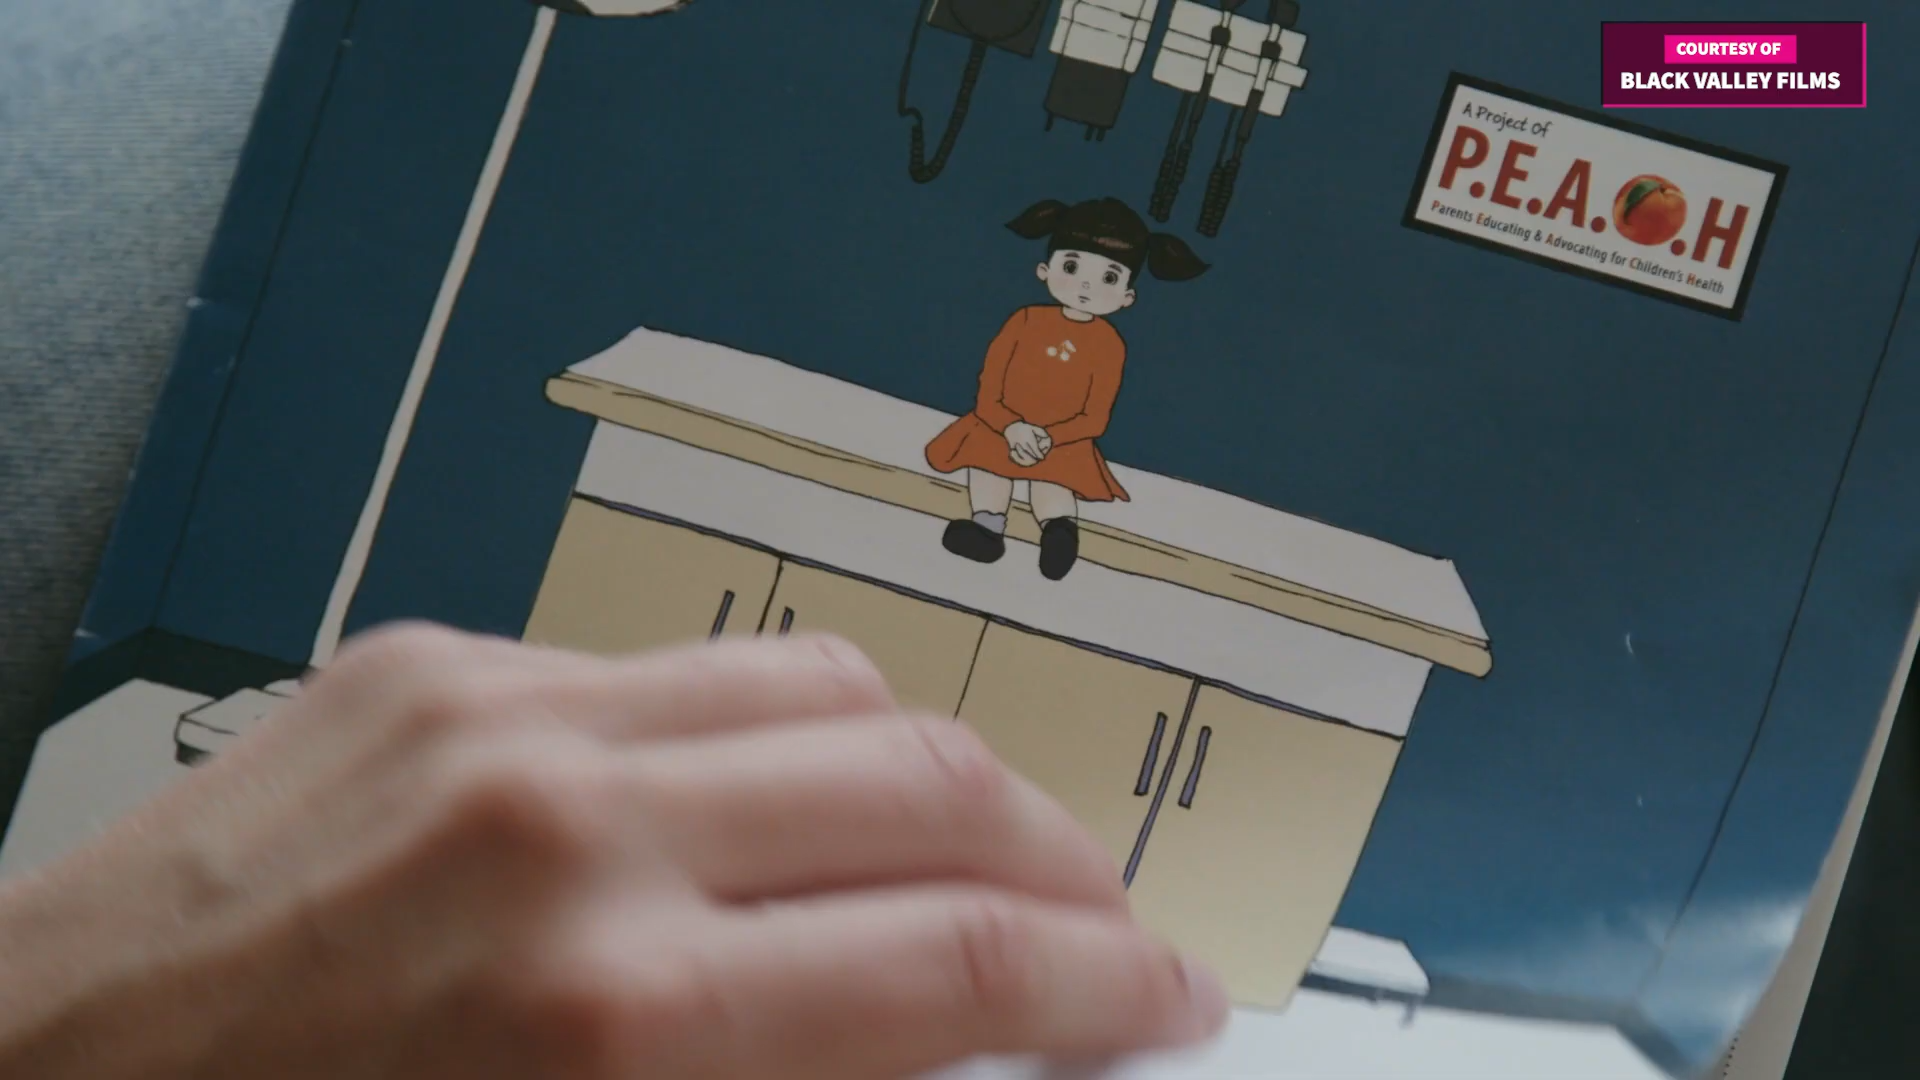 COURTESY OF
BLACK VALLEY FILMS
A Project Of
P.E.A.C.H
Parents Educating & Advocating for Children's Health